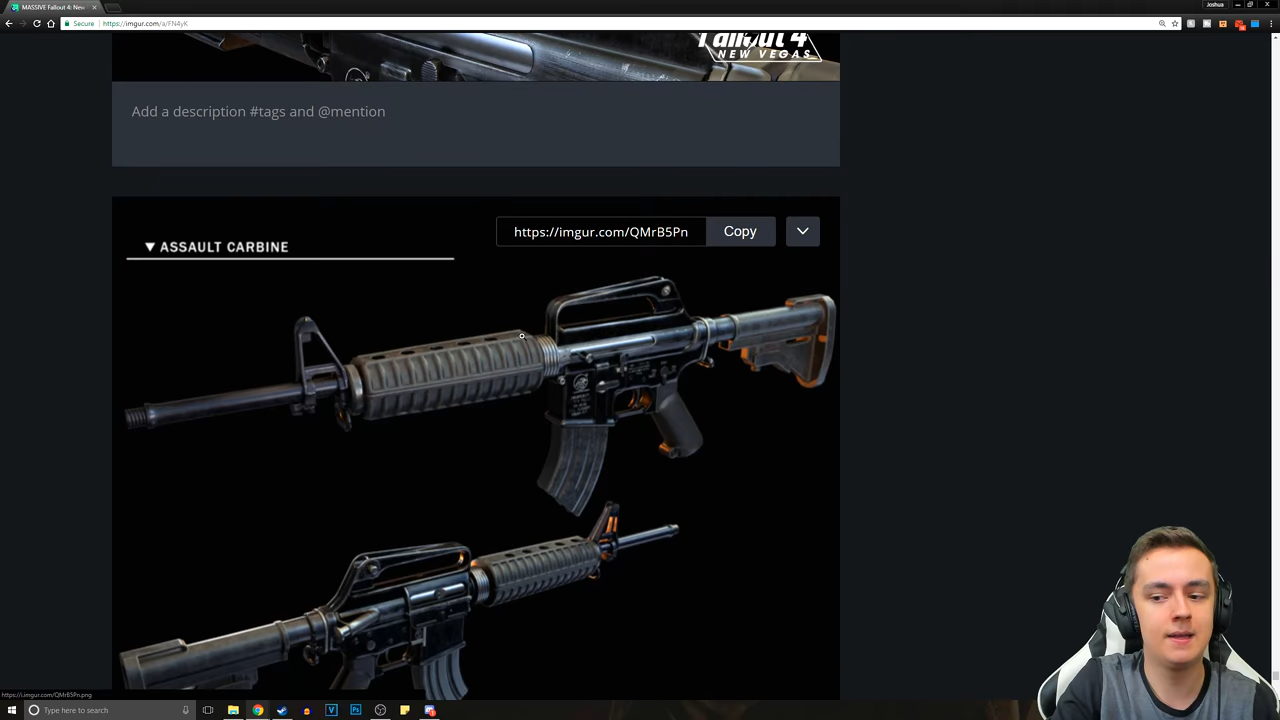 MASSIVE Fallout 4: New
Joshua
Secure
https://imgur.com/a/FN4yK
Fallout 4
NEW VEGAS
Add a description #tags and @mention
https://imgur.com/QMrB5Pn
Copy
▼ ASSAULT CARBINE
https://i.imgur.com/QMrB5Pn.png
Type here to search